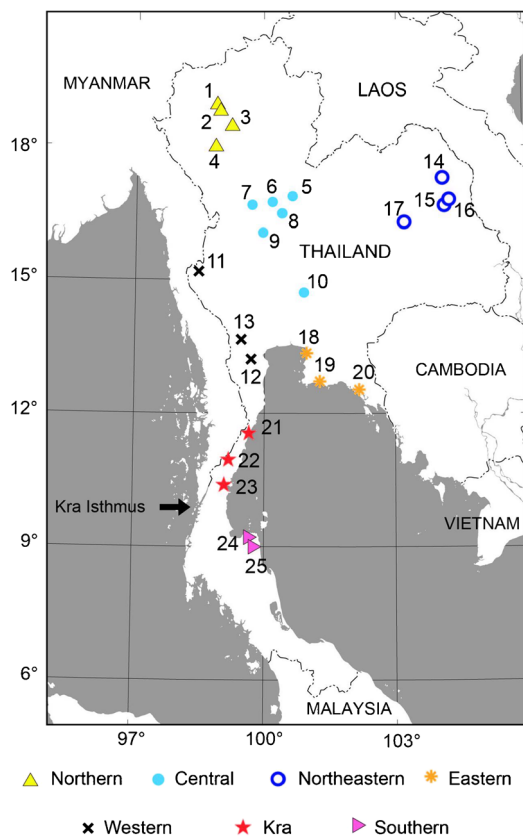 MYANMAR
LAOS
1
2
3
4
18°
14
7 6 5
15
16
17
8
9
THAILAND
11
15°
10
13
18
19
20
12
CAMBODIA
12°
21
22
23
Kra Isthmus
VIETNAM
24
9°
25
6°
MALAYSIA
97° 100° 103°
Northern Central Northeastern Eastern
Western Kra Southern